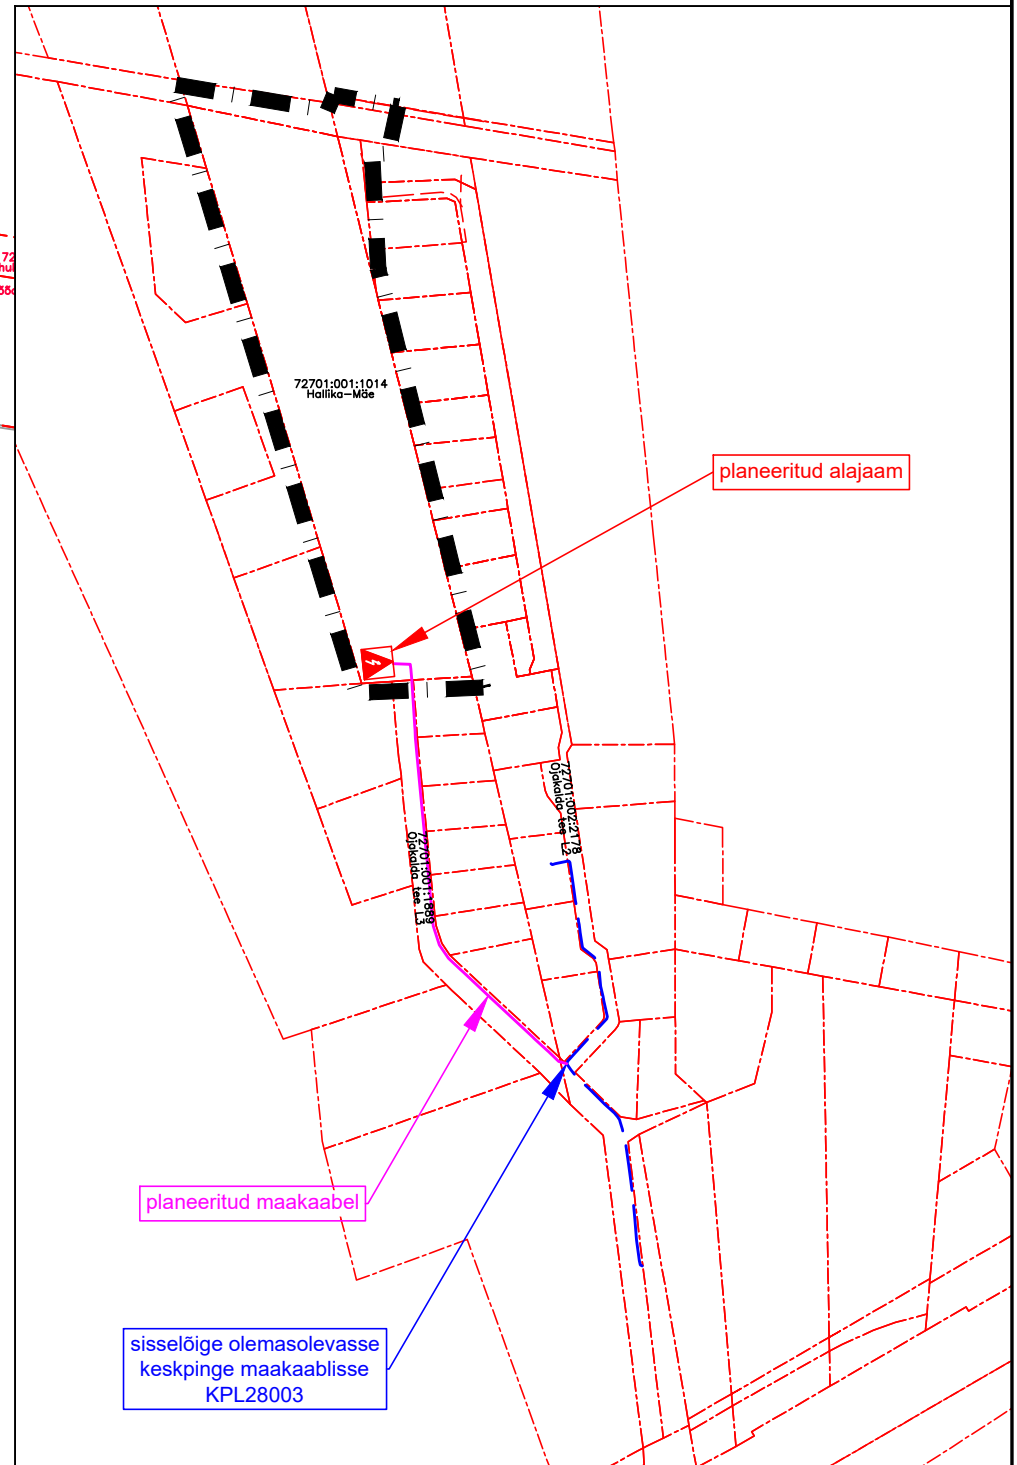 72701:001:1014
Hallika-Mäe
planeeritud alajaam
72701:002:2178
Ojakalda tee L2
72701:001:1889
Ojakalda tee L3
planeeritud maakaabel
sisselõige olemasolevasse
keskpinge maakaablisse
KPL28003